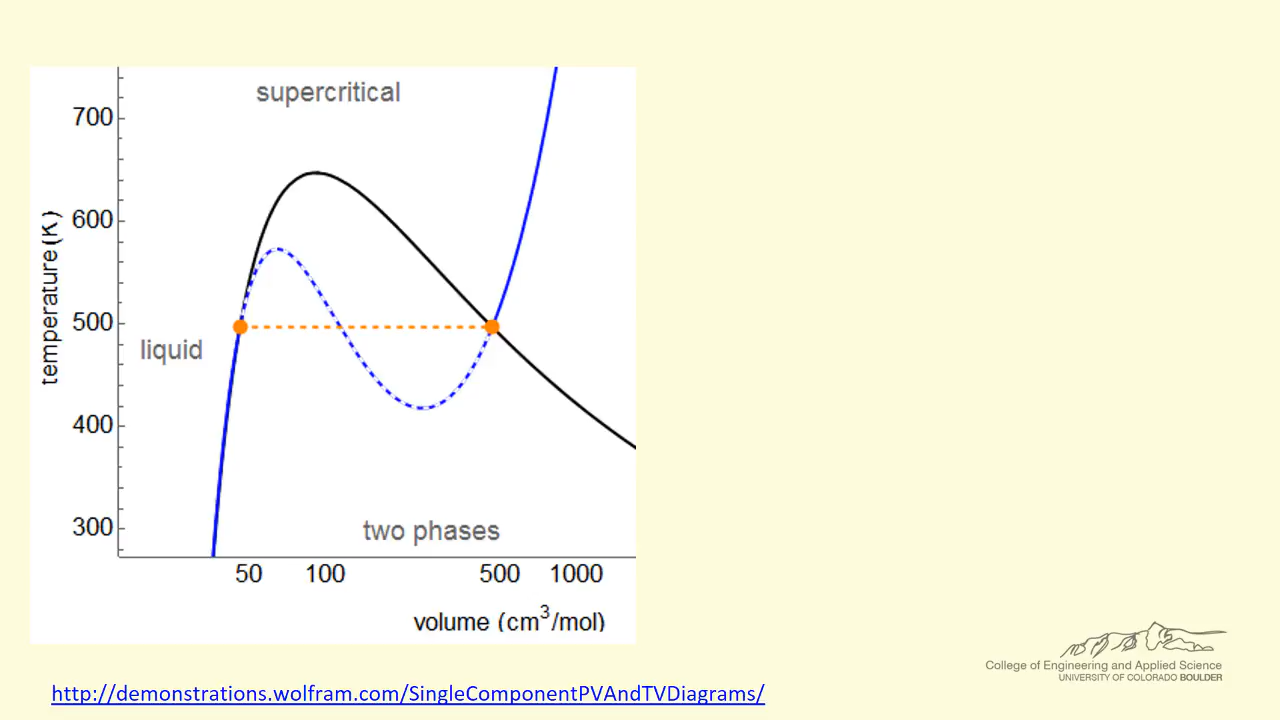 supercritical
700
600
500
400
300
temperature (K)
liquid
two phases
50 100 500 1000
volume (cm³/mol)
College of Engineering and Applied Science
UNIVERSITY OF COLORADO BOULDER
http://demonstrations.wolfram.com/SingleComponentPVAndTVDiagrams/